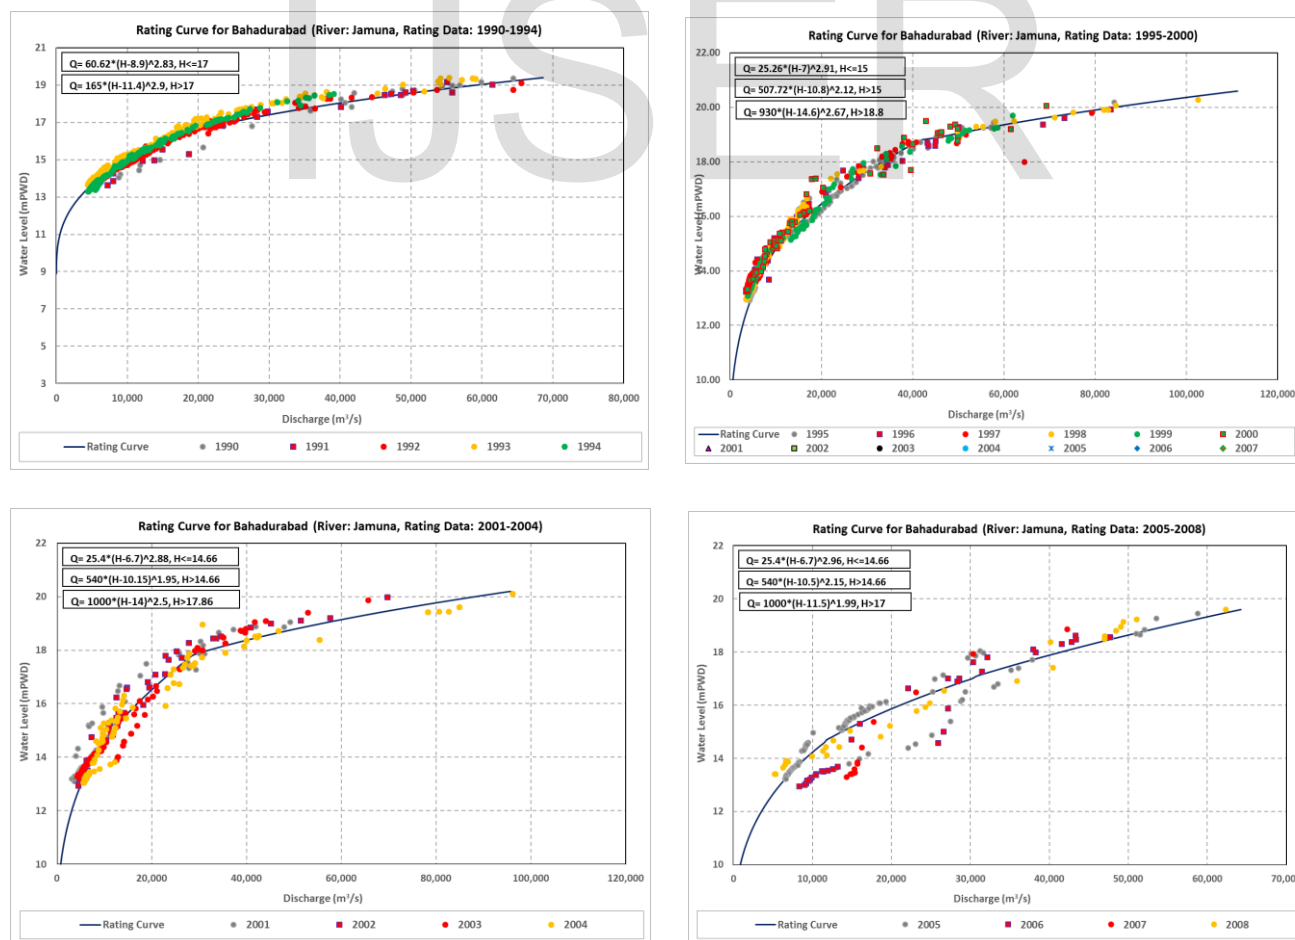 IJSER
Rating Curve for Bahadurabad (River: Jamuna, Rating Data: 1990-1994)
Q= 60.62*(H-8.9)^2.83, H<=17
Q= 165*(H-11.4)^2.9, H>17
21
19
17
15
13
11
9
7
5
3
Water Level (mPWD)
0 10,000 20,000 30,000 40,000 50,000 60,000 70,000 80,000
Discharge (m³/s)
Rating Curve 1990 1991 1992 1993 1994
Rating Curve for Bahadurabad (River: Jamuna, Rating Data: 1995-2000)
Q= 25.26*(H-7)^2.91, H<=15
Q= 507.72*(H-10.8)^2.12, H>15
Q= 930*(H-14.6)^2.67, H>18.8
22.00
20.00
18.00
16.00
14.00
12.00
10.00
Water Level (mPWD)
0 20,000 40,000 60,000 80,000 100,000 120,000
Discharge (m³/s)
Rating Curve 1995 1996 1997 1998 1999 2000
2001 2002 2003 2004 2005 2006 2007
Rating Curve for Bahadurabad (River: Jamuna, Rating Data: 2001-2004)
Q= 25.4*(H-6.7)^2.88, H<=14.66
Q= 540*(H-10.15)^1.95, H>14.66
Q= 1000*(H-14)^2.5, H>17.86
22
20
18
16
14
12
10
Water Level (mPWD)
0 20,000 40,000 60,000 80,000 100,000 120,000
Discharge (m³/s)
Rating Curve 2001 2002 2003 2004
Rating Curve for Bahadurabad (River: Jamuna, Rating Data: 2005-2008)
Q= 25.4*(H-6.7)^2.96, H<=14.66
Q= 540*(H-10.5)^2.15, H>14.66
Q= 1000*(H-11.5)^1.99, H>17
22
20
18
16
14
12
10
Water Level (mPWD)
0 10,000 20,000 30,000 40,000 50,000 60,000 70,000
Discharge (m³/s)
Rating Curve 2005 2006 2007 2008